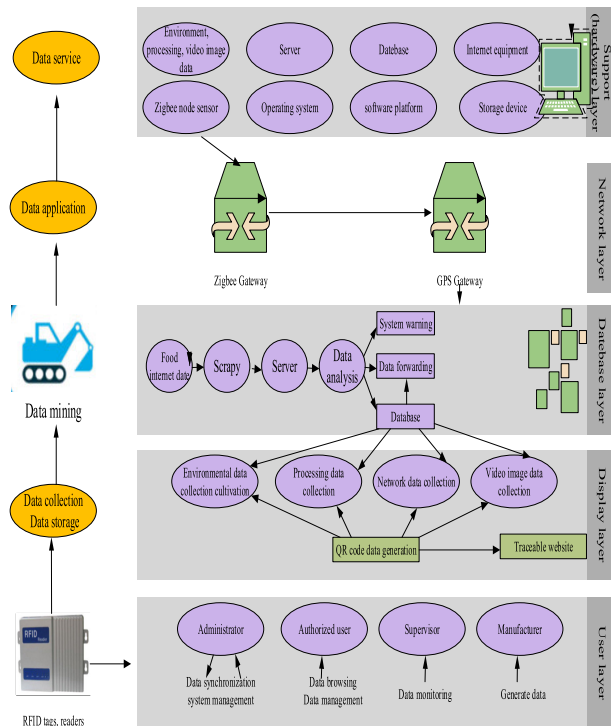 Data service
Data application
Data mining
Data collection
Data storage
RFID
Reader
RFID tags, readers
Environment,
processing, video image
data
Server
Datebase
Internet equipment
Zigbee node sensor
Operating system
software platform
Storage device
Support
(hardware) layer
Zigbee Gateway
GPS Gateway
Network layer
Food
internet date
Scrapy
Server
Data
analysis
System warning
Data forwarding
Database
Datebase layer
Environmental data
collection cultivation
Processing data
collection
Network data collection
Video image data
collection
QR code data generation
Traceable website
Display layer
Administrator
Authorized user
Supervisor
Manufacturer
Data synchronization
system management
Data browsing
Data management
Data monitoring
Generate data
User layer